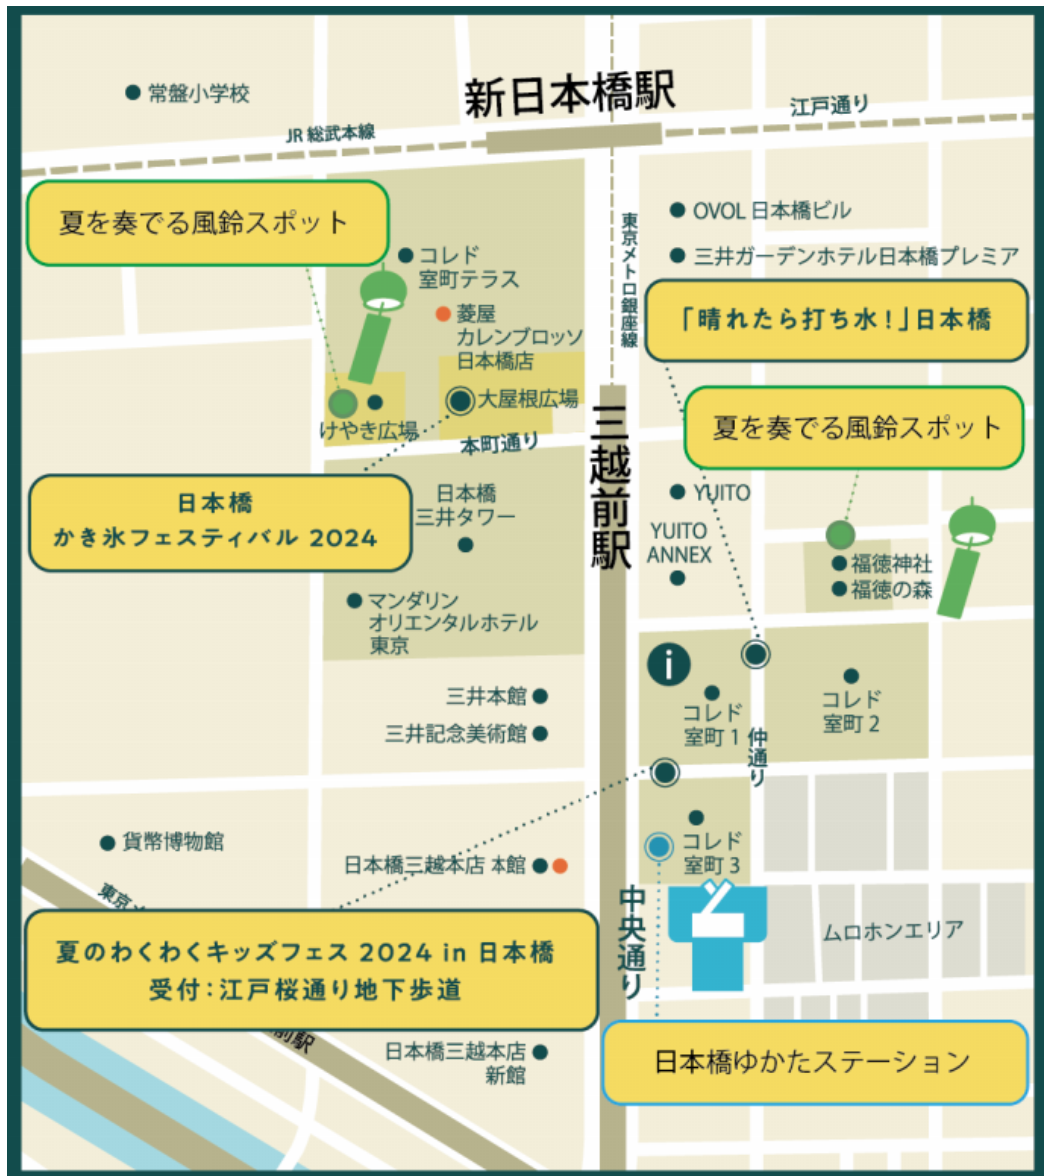 新日本橋駅
常盤小学校
江戸通り
JR 総武本線
夏を奏でる風鈴スポット
OVOL 日本橋ビル
東京メトロ銀座線
コレド
室町テラス
三井ガーデンホテル日本橋プレミア
菱屋
カレンブロッソ
日本橋店
「晴れたら打ち水!」日本橋
大屋根広場
けやき広場
本町通り
三越前駅
夏を奏でる風鈴スポット
日本橋
かき氷フェスティバル 2024
日本橋
三井タワー
YUITO
YUITO
ANNEX
福徳神社
福徳の森
マンダリン
オリエンタルホテル
東京
i
コレド
室町 1
コレド
室町 2
仲通り
三井本館
三井記念美術館
貨幣博物館
日本橋三越本店 本館
コレド
室町 3
中央通り
ムロホンエリア
東京
夏のわくわくキッズフェス 2024 in 日本橋
受付:江戸桜通り地下歩道
前駅
日本橋三越本店
新館
日本橋ゆかたステーション